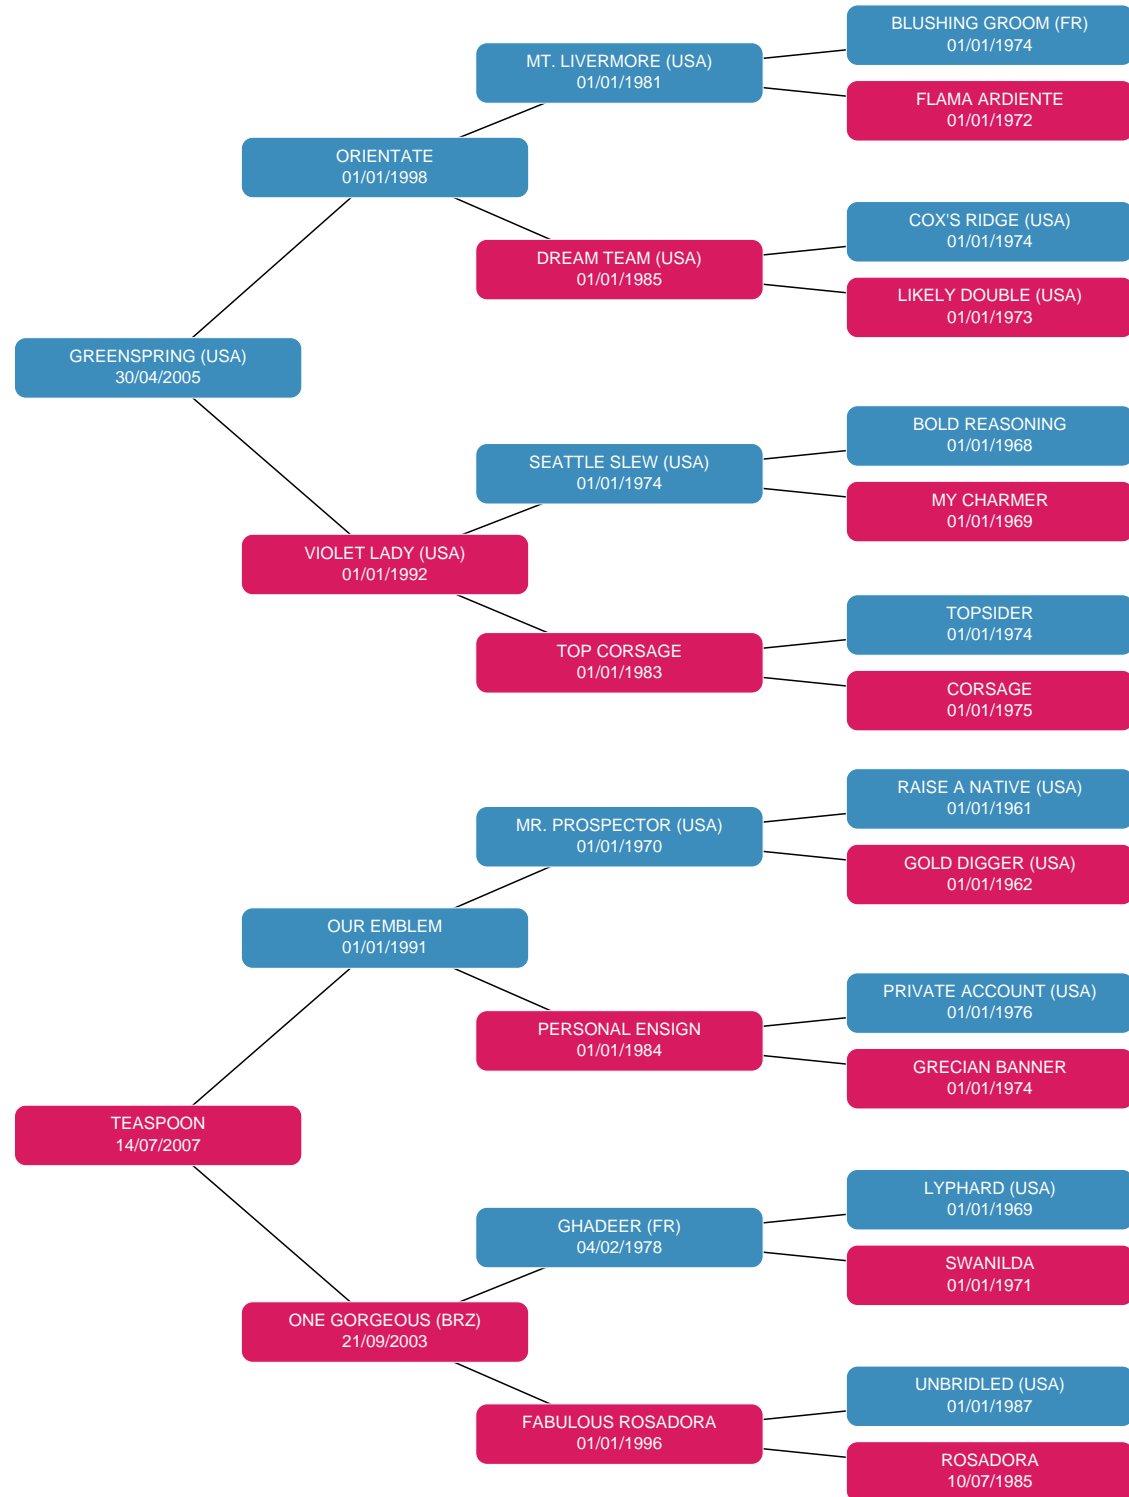 BLUSHING GROOM (FR)
01/01/1974
MT. LIVERMORE (USA)
01/01/1981
FLAMA ARDIENTE
01/01/1972
ORIENTATE
01/01/1998
COX'S RIDGE (USA)
01/01/1974
DREAM TEAM (USA)
01/01/1985
LIKELY DOUBLE (USA)
01/01/1973
GREENSPRING (USA)
30/04/2005
BOLD REASONING
01/01/1968
SEATTLE SLEW (USA)
01/01/1974
MY CHARMER
01/01/1969
VIOLET LADY (USA)
01/01/1992
TOPSIDER
01/01/1974
TOP CORSAGE
01/01/1983
CORSAGE
01/01/1975
RAISE A NATIVE (USA)
01/01/1961
MR. PROSPECTOR (USA)
01/01/1970
GOLD DIGGER (USA)
01/01/1962
OUR EMBLEM
01/01/1991
PRIVATE ACCOUNT (USA)
01/01/1976
PERSONAL ENSIGN
01/01/1984
GRECIAN BANNER
01/01/1974
TEASPOON
14/07/2007
LYPHARD (USA)
01/01/1969
GHADEER (FR)
04/02/1978
SWANILDA
01/01/1971
ONE GORGEOUS (BRZ)
21/09/2003
UNBRIDLED (USA)
01/01/1987
FABULOUS ROSADORA
01/01/1996
ROSADORA
10/07/1985